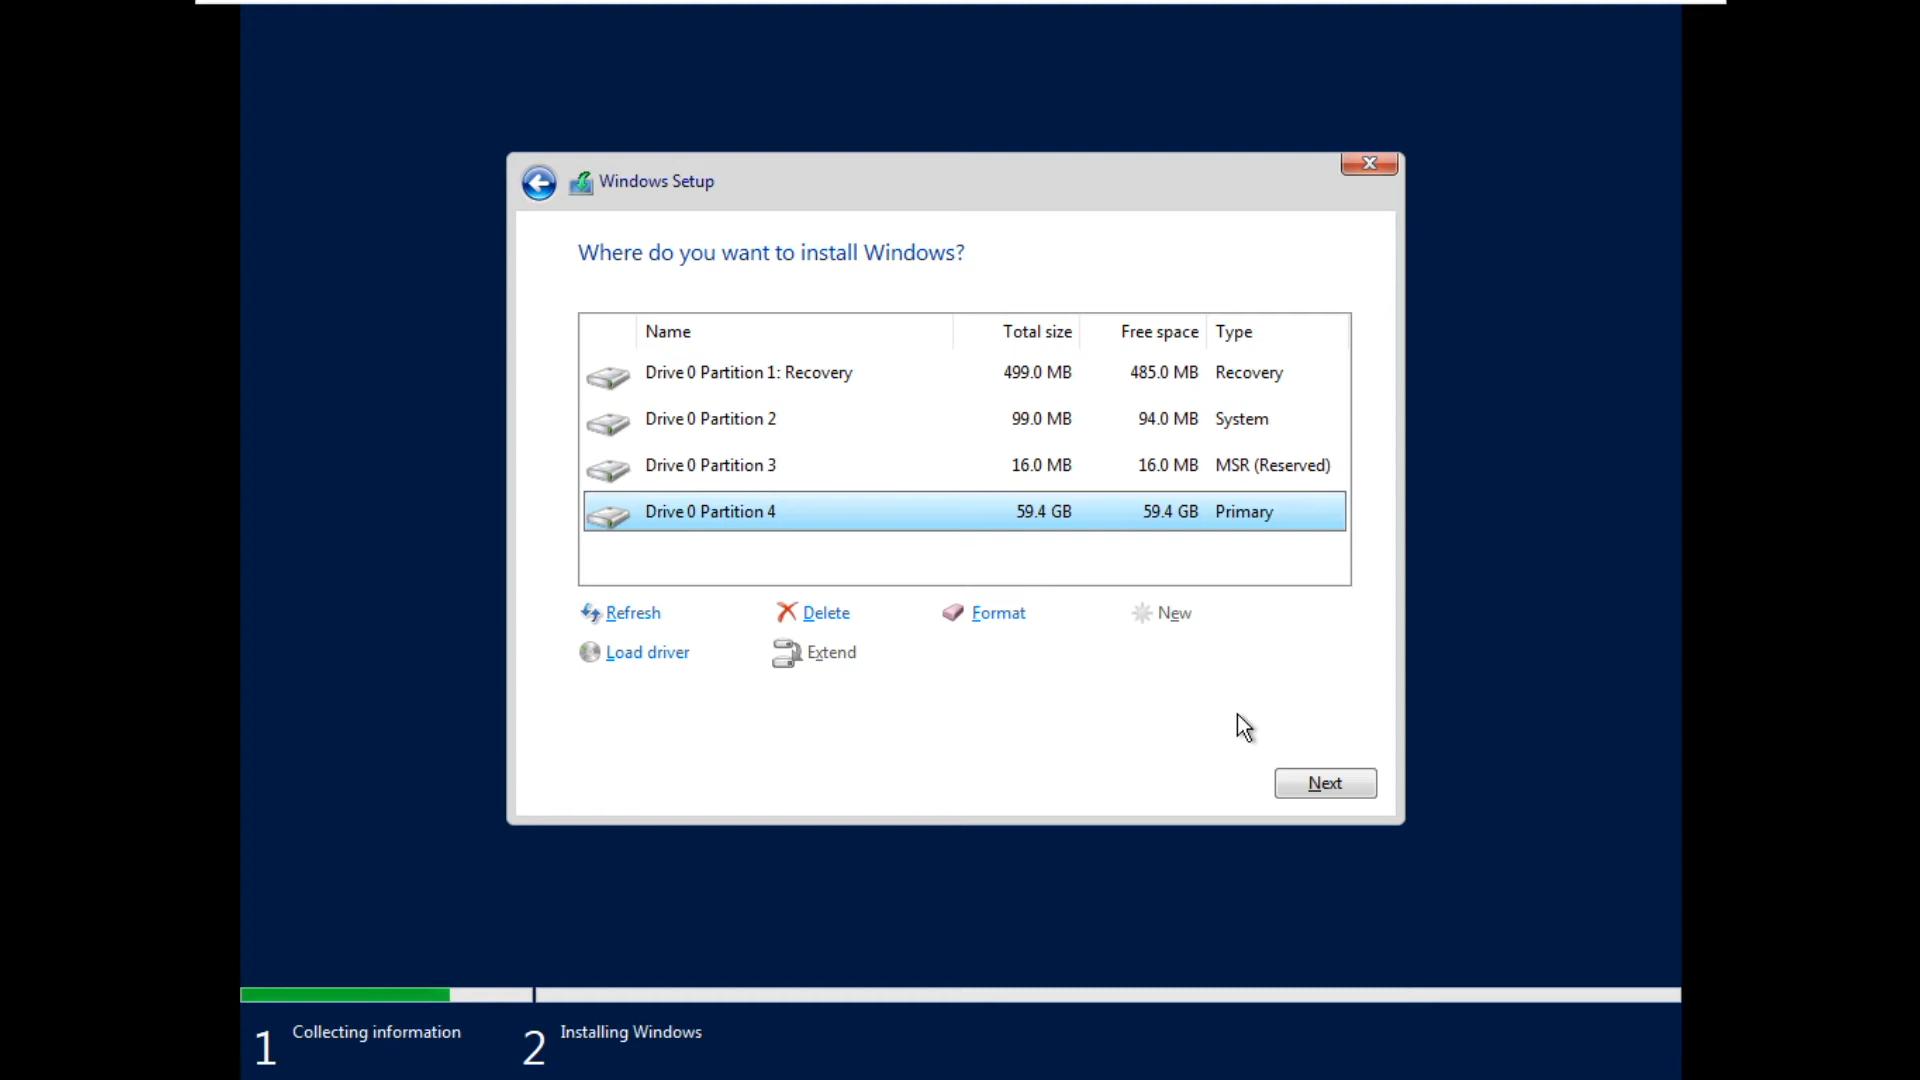 Windows Setup
Where do you want to install Windows?
Name Total size Free space Type
Drive 0 Partition 1: Recovery 499.0 MB 485.0 MB Recovery
Drive 0 Partition 2 99.0 MB 94.0 MB System
Drive 0 Partition 3 16.0 MB 16.0 MB MSR (Reserved)
Drive 0 Partition 4 59.4 GB 59.4 GB Primary
Refresh Delete Format New
Load driver Extend
Next
1 Collecting information 2 Installing Windows